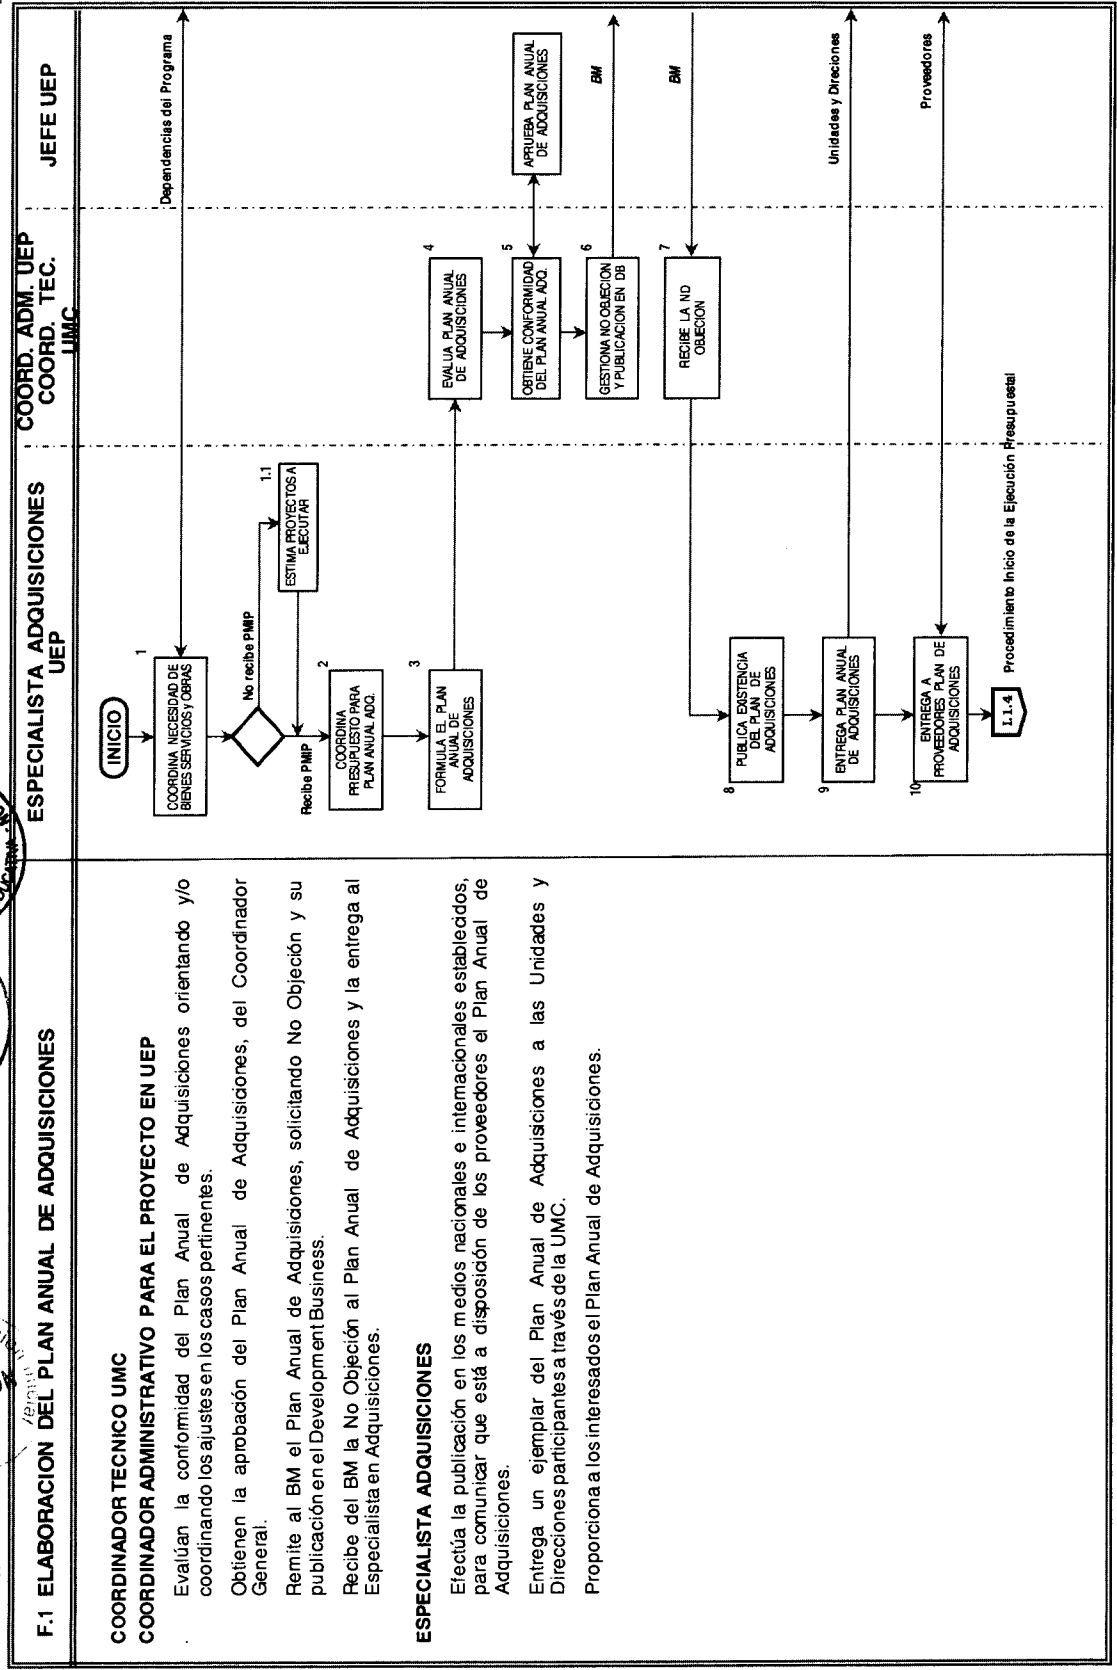 F.1 ELABORACION DEL PLAN ANUAL DE ADQUISICIONES
COORDINADOR TECNICO UMC
COORDINADOR ADMINISTRATIVO PARA EL PROYECTO EN UEP
Evalúan la conformidad del Plan Anual de Adquisiciones orientando y/o
coordinando los ajustes en los casos pertinentes.
Obtienen la aprobación del Plan Anual de Adquisiciones, del Coordinador
General.
Remite al BM el Plan Anual de Adquisiciones, solicitando No Objeción y su
publicación en el Development Business.
Recibe del BM la No Objeción al Plan Anual de Adquisiciones y la entrega al
Especialista en Adquisiciones.
ESPECIALISTA ADQUISICIONES
Efectúa la publicación en los medios nacionales e internacionales establecidos,
para comunicar que está a disposición de los proveedores el Plan Anual de
Adquisiciones.
Entrega un ejemplar del Plan Anual de Adquisiciones a las Unidades y
Direcciones participantes a través de la UMC.
Proporciona a los interesados el Plan Anual de Adquisiciones.
ESPECIALISTA ADQUISICIONES
UEP
COORD. ADM. UEP
COORD. TEC.
UMC
JEFE UEP
INICIO
1
COORDINA NECESIDAD DE
BIENES SERVICIOS y OBRAS
Dependencias del Programa
No recibe PMIP
Recibe PMIP
1.1
ESTIMA PROYECTOS A
EJECUTAR
2
COORDINA
PRESUPUESTO PARA
PLAN ANUAL ADQ.
3
FORMULA EL PLAN
ANUAL DE
ADQUISICIONES
4
EVALUA PLAN ANUAL
DE ADQUISICIDNES
5
OBTIENE CONFORMIDAD
DEL PLAN ANUAL ADQ.
APRUEBA PLAN ANUAL
DE ADQUISICIONES
6
GESTIONA NO OBJECION
Y PUBLICACION EN DB
BM
7
RECIBE LA ND
OBJECION
BM
8
PUBLICA EXISTENCIA
DEL PLAN DE
ADQUISICIONES
9
ENTREGA PLAN ANUAL
DE ADQUISICIONES
Unidades y Direciones
10
ENTREGA A
PROVEEDORES PLAN DE
ADQUISICIONES
Proveedores
I.1.4
Procedimiento Inicio de la Ejecución Presupuestal